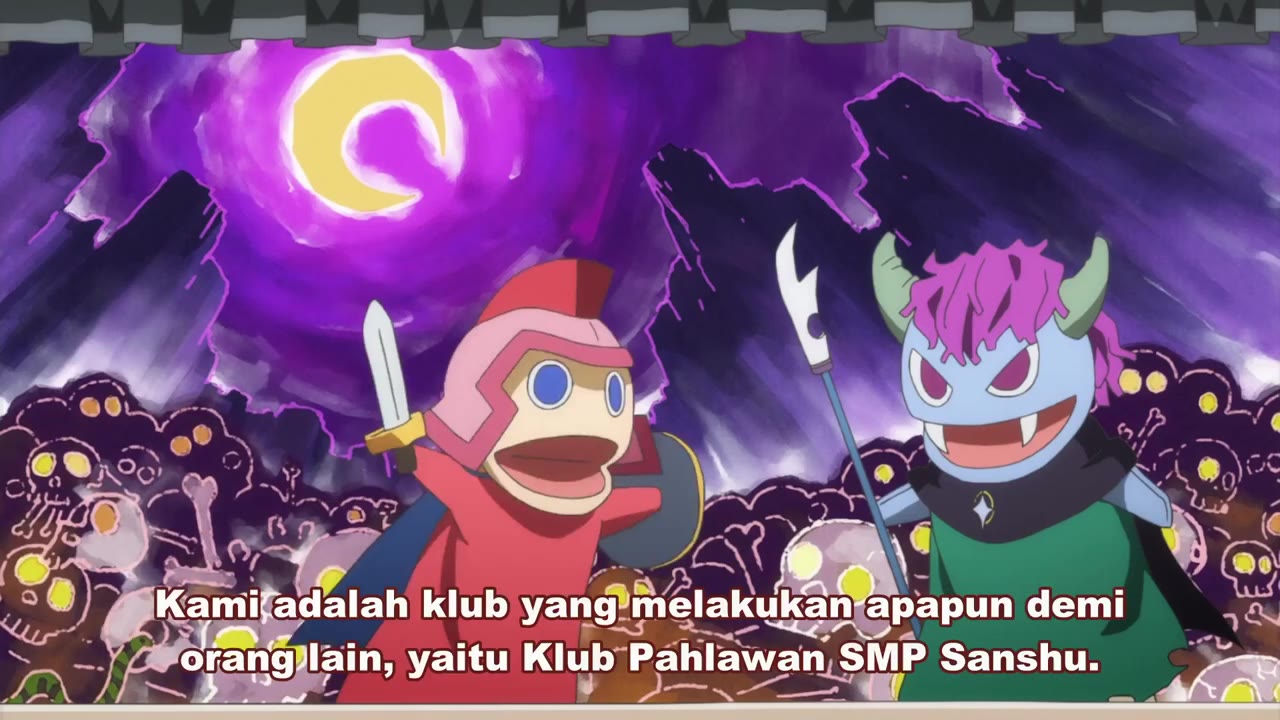 Kami adalah klub yang melakukan apapun demi
orang lain, yaitu Klub Pahlawan SMP Sanshu.